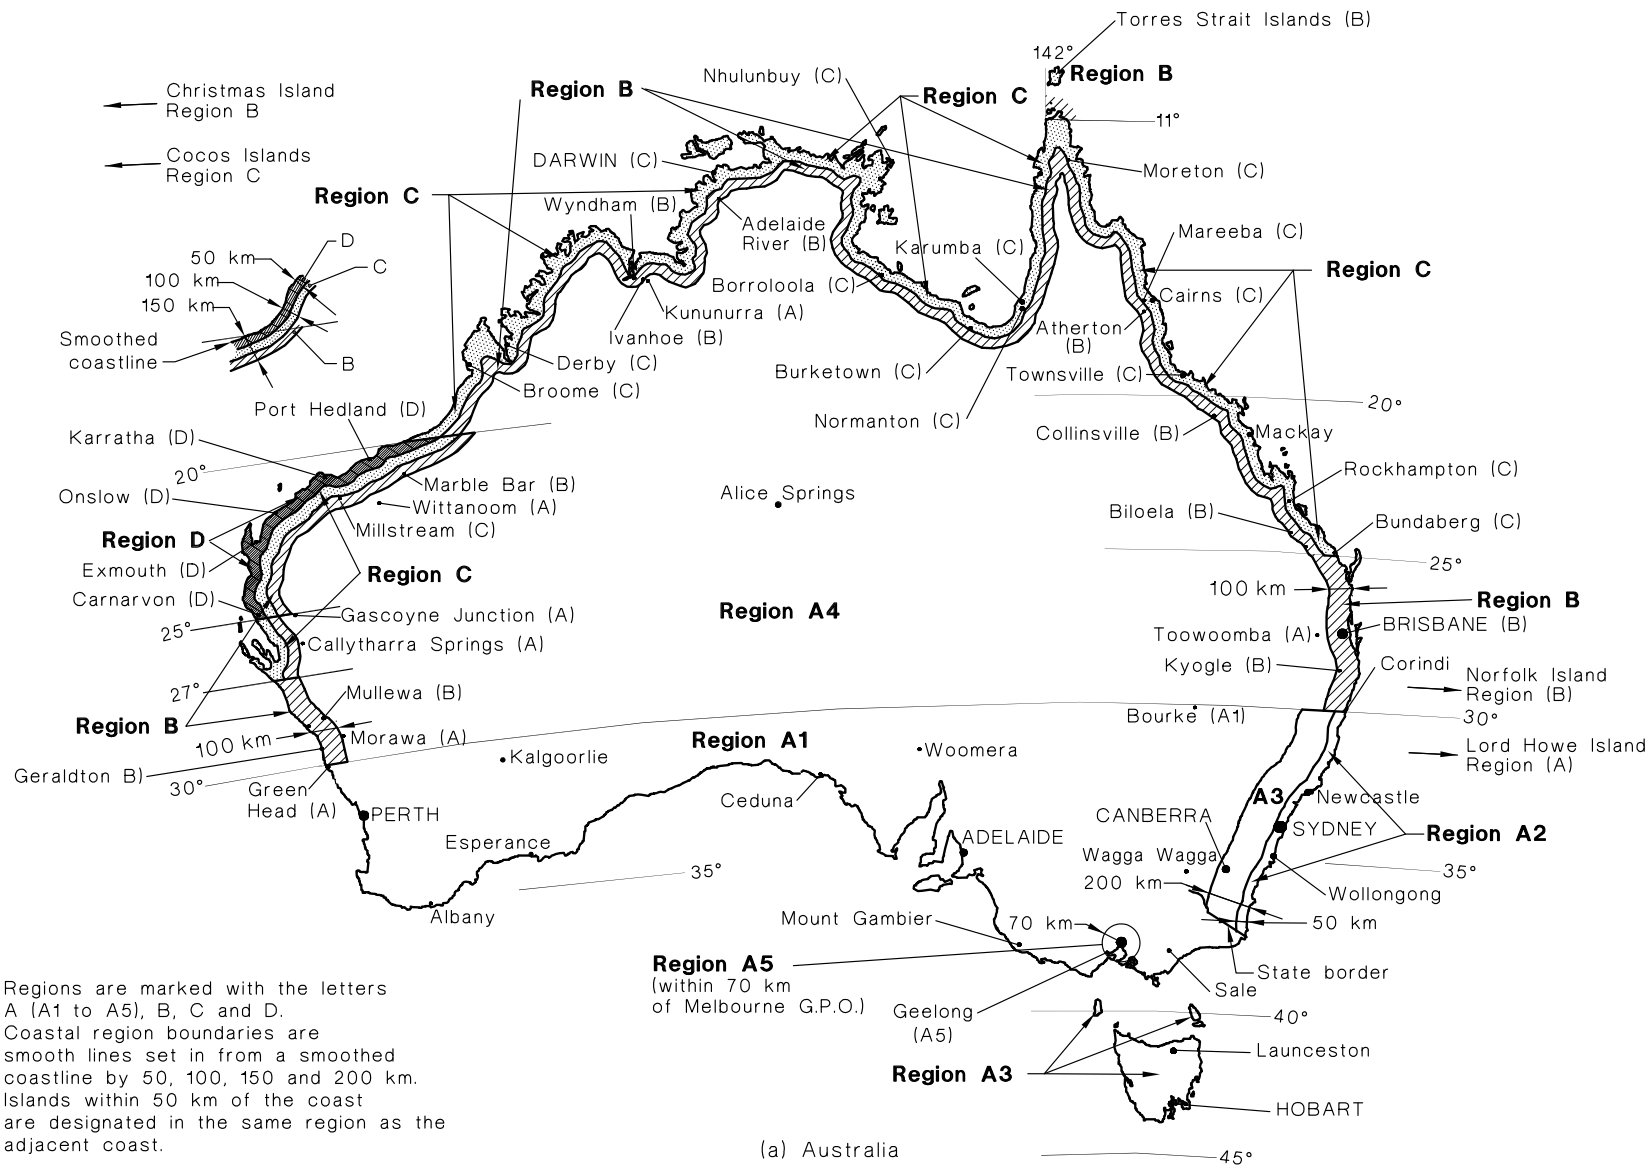 Torres Strait Islands (B)
142°
Region B
Nhulunbuy (C)
Christmas Island
Region B
Region B
Region C
11°
Cocos Islands
Region C
DARWIN (C)
Moreton (C)
Region C
Wyndham (B)
Adelaide
River (B)
Mareeba (C)
D
50 km
C
100 km
150 km
Karumba (C)
Region C
Borroloola (C)
Cairns (C)
Kununurra (A)
Ivanhoe (B)
Atherton
(B)
Smoothed
coastline
B
Derby (C)
Broome (C)
Burketown (C)
Townsville (C)
Port Hedland (D)
Normanton (C)
20°
Karratha (D)
Collinsville (B)
Mackay
20°
Rockhampton (C)
Marble Bar (B)
Onslow (D)
Wittanoom (A)
Alice Springs
Millstream (C)
Biloela (B)
Bundaberg (C)
Region D
Exmouth (D)
Region C
25°
100 km
Carnarvon (D)
Gascoyne Junction (A)
Region A4
Region B
25°
Callytharra Springs (A)
Toowoomba (A)
BRISBANE (B)
Kyogle (B)
Corindi
27°
Mullewa (B)
Norfolk Island
Region (B)
Region B
Bourke (A1)
30°
100 km
Morawa (A)
Region A1
Woomera
Lord Howe Island
Region (A)
Geraldton B)
Kalgoorlie
30°
Green
Head (A)
Ceduna
A3
Newcastle
PERTH
CANBERRA
SYDNEY
Region A2
Esperance
ADELAIDE
Wagga Wagga
35°
200 km
35°
Wollongong
Albany
Mount Gambier
70 km
50 km
Region A5
(within 70 km
of Melbourne G.P.O.)
State border
Sale
Geelong
(A5)
40°
Regions are marked with the letters
A (A1 to A5), B, C and D.
Coastal region boundaries are
smooth lines set in from a smoothed
coastline by 50, 100, 150 and 200 km.
Islands within 50 km of the coast
are designated in the same region as the
adjacent coast.
Launceston
Region A3
HOBART
(a) Australia
45°